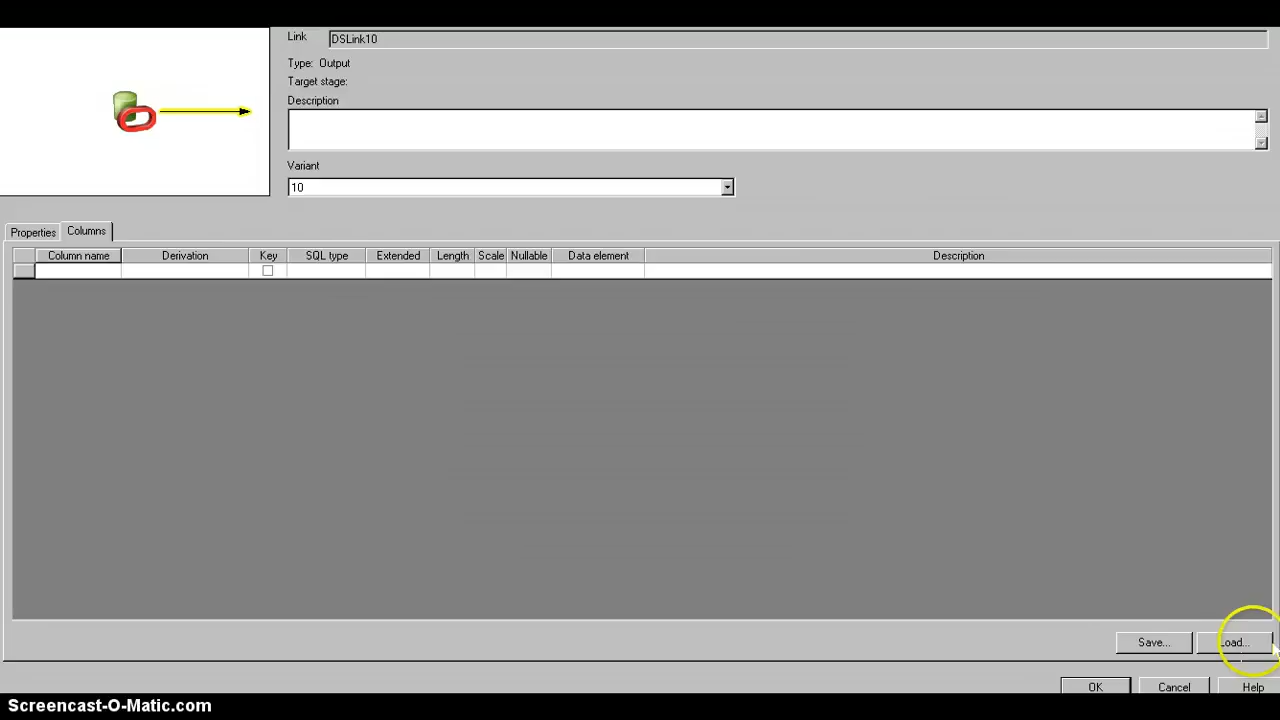 Link DSLink10
Type: Output
Target stage:
Description
Variant
10
Properties Columns
Column name Derivation Key SQL type Extended Length Scale Nullable Data element Description
Save... Load...
OK Cancel Help
Screencast-O-Matic.com